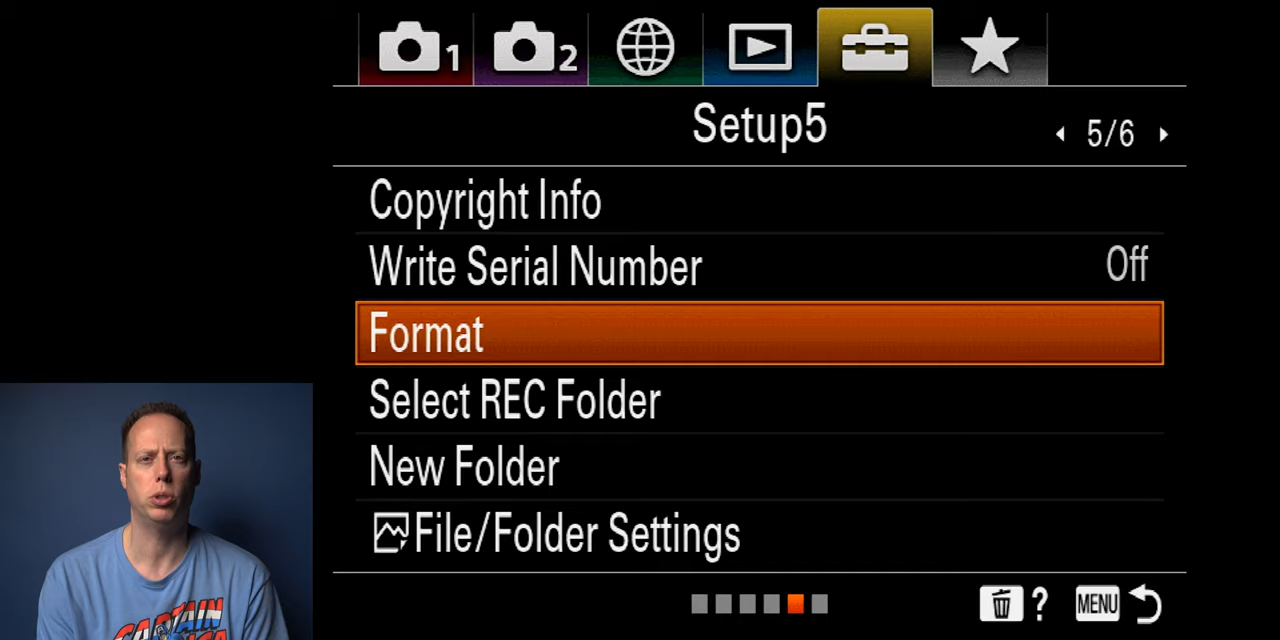 1
2
Setup5
5/6
Copyright Info
Write Serial Number Off
Format
Select REC Folder
New Folder
File/Folder Settings
? MENU
CAPTAIN